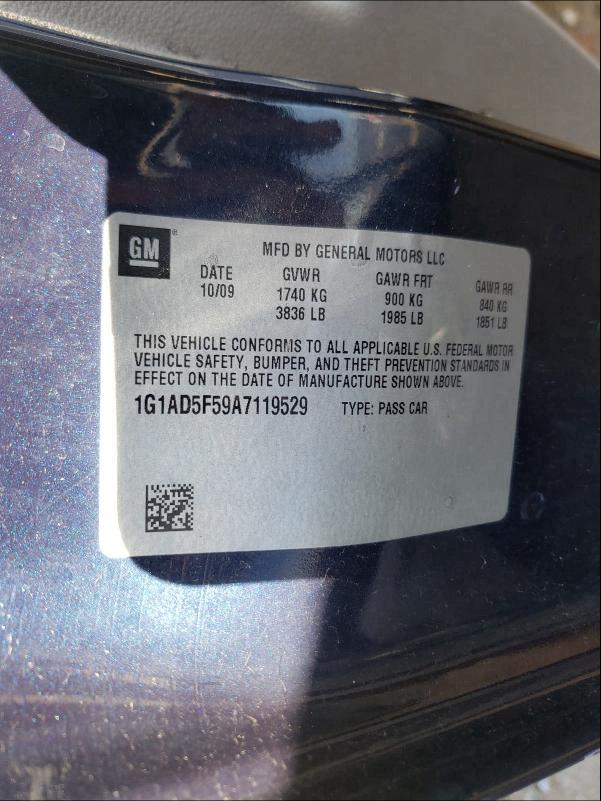 GM®
MFD BY GENERAL MOTORS LLC
DATE GVWR GAWR FRT GAWR RR
10/09 1740 KG 900 KG 840 KG
3836 LB 1985 LB 1851 LB
THIS VEHICLE CONFORMS TO ALL APPLICABLE U.S. FEDERAL MOTOR
VEHICLE SAFETY, BUMPER, AND THEFT PREVENTION STANDARDS IN
EFFECT ON THE DATE OF MANUFACTURE SHOWN ABOVE.
1G1AD5F59A7119529 TYPE: PASS CAR